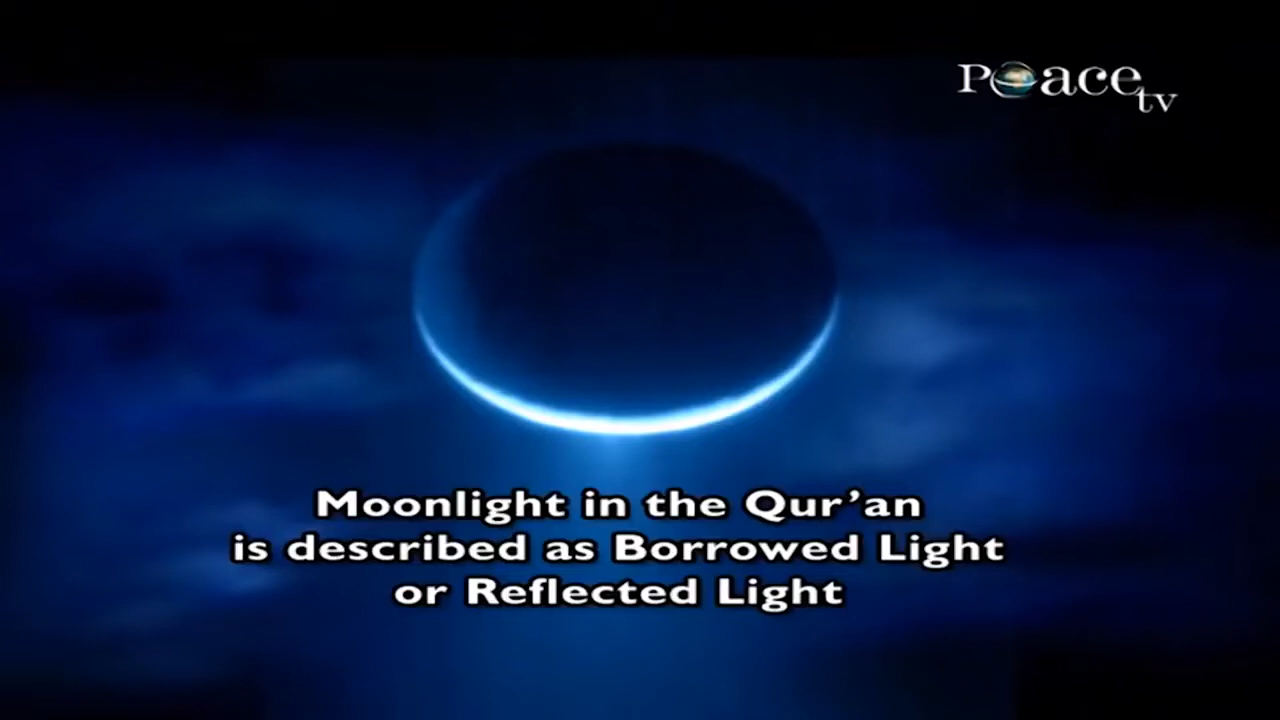 Peace tv
Moonlight in the Qur’an
is described as Borrowed Light
or Reflected Light